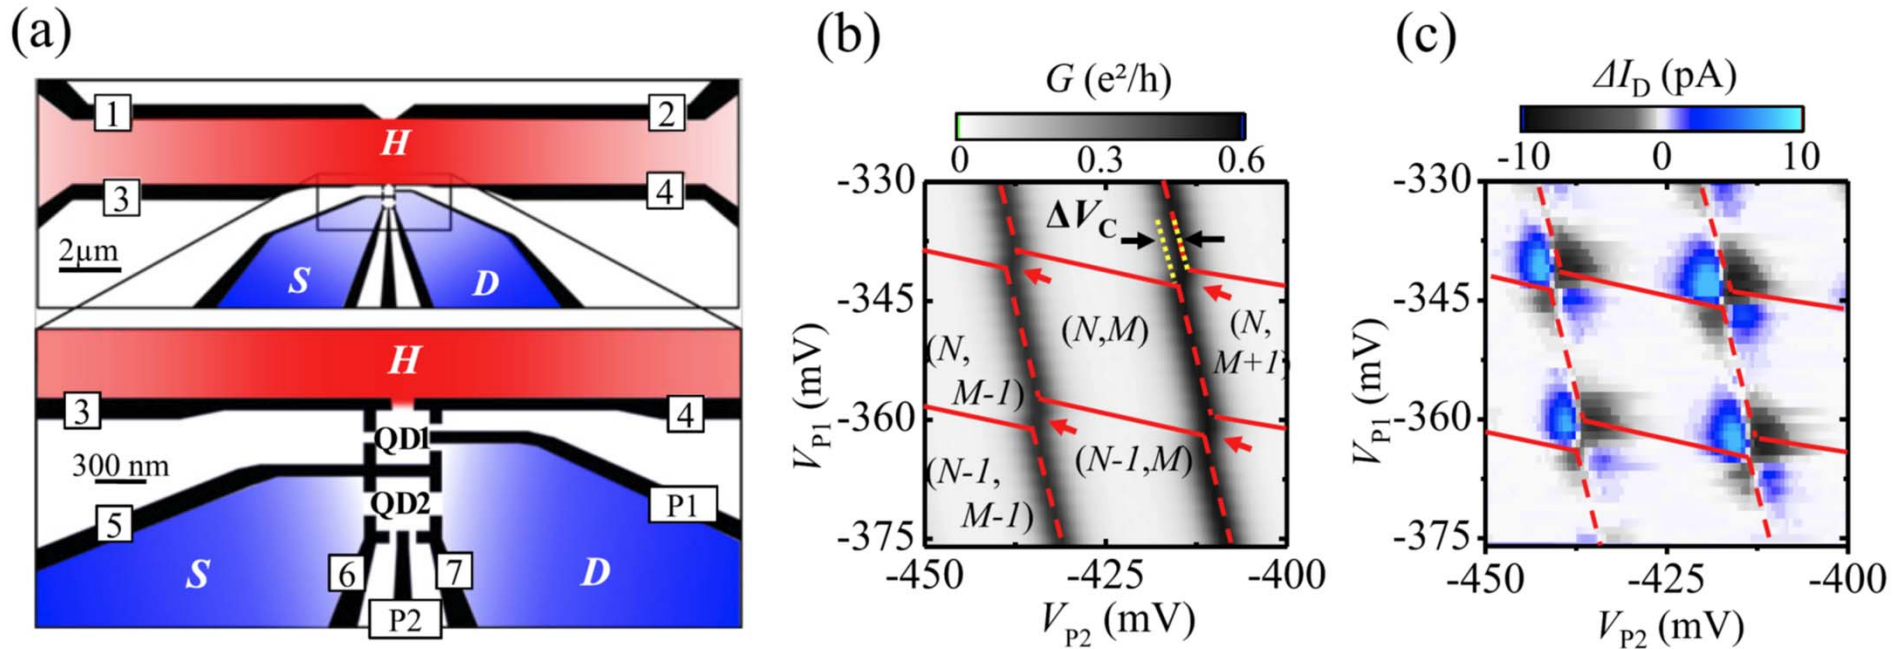 (a)
1
2
H
3
4
2µm
S
D
H
3
4
QD1
300 nm
QD2
P1
5
S
6
7
D
P2
(b)
G (e²/h)
0
0.3
0.6
-330
ΔVC
-345
(N,M)
(N,
M+1)
(N,
M-1)
-360
(N-1,M)
(N-1,
M-1)
-375
-450
-425
-400
VP1 (mV)
VP2 (mV)
(c)
ΔID (pA)
-10
0
10
-330
-345
-360
-375
-450
-425
-400
VP1 (mV)
VP2 (mV)